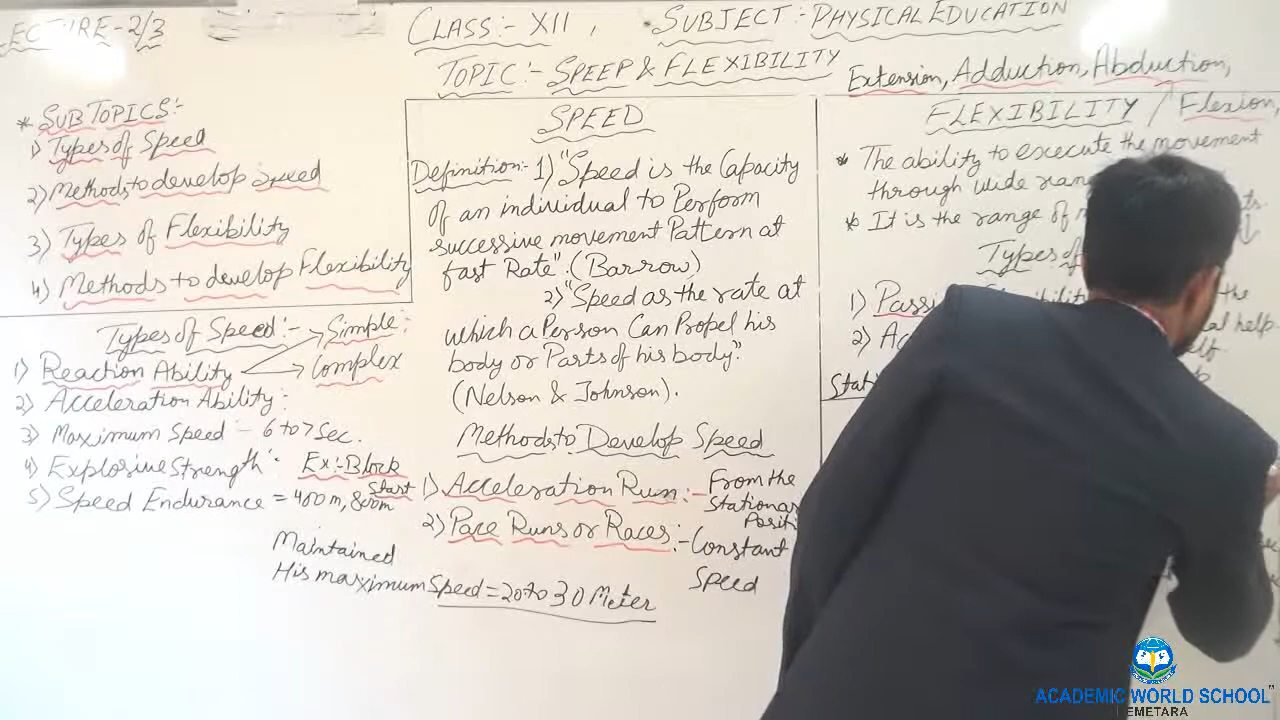 LECTURE-2/3
CLASS:- XII, SUBJECT:- PHYSICAL EDUCATION
TOPIC:- SPEEP & FLEXIBILITY
Extension, Adduction, Abduction,
* SUB TOPICS:-
1) Types of Speed
2) Methods to develop speed
3) Types of Flexibility
4) Methods to develop Flexibility
Types of Speed:-
1) Reaction Ability
Simple:
Complex
2) Acceleration Ability:-
3) Maximum Speed - 6 to 7 Sec.
4) Explosive Strength:- Ex:- Block Start
5) Speed Endurance = 400 m, 800m
Maintained
His maximum Speed = 20 to 30 Meter
SPEED
Definition:- 1) "Speed is the Capacity
of an individual to Perform
successive movement Pattern at
fast Rate". (Barrow)
2) "Speed as the rate at
which a Person Can Propel his
body or Parts of his body".
(Nelson & Johnson).
Methods to Develop Speed
1) Acceleration Run:- From the
2) Pace Runs or Races:- Constant
Speed
FLEXIBILITY / Flexion,
* The ability to execute the movement
through wide
* It is the range of
Types of
1)
the
help
2)
ACADEMIC WORLD SCHOOL"
EMETARA